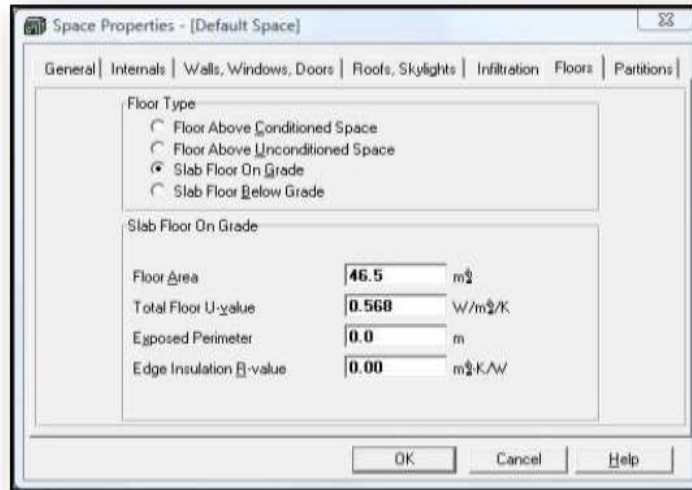 Space Properties - [Default Space]
General | Internals | Walls, Windows, Doors | Roofs, Skylights | Infiltration Floors | Partitions |
Floor Type
Floor Above Conditioned Space
Floor Above Unconditioned Space
Slab Floor On Grade
Slab Floor Below Grade
Slab Floor On Grade
Floor Area 46.5 m²
Total Floor U-value 0.568 W/m²/K
Exposed Perimeter 0.0 m
Edge Insulation R-value 0.00 m²-K/W
OK Cancel Help